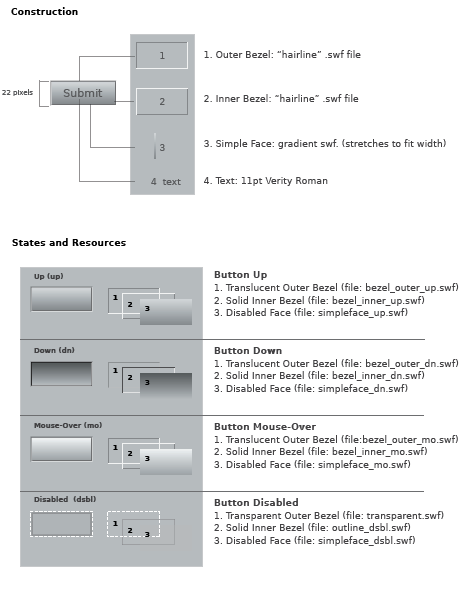 Construction
1
1. Outer Bezel: “hairline” .swf file
22 pixels
Submit
2
2. Inner Bezel: “hairline” .swf file
3
3. Simple Face: gradient swf. (stretches to fit width)
4 text
4. Text: 11pt Verity Roman
States and Resources
Up (up)
1
2
3
Button Up
1. Translucent Outer Bezel (file: bezel_outer_up.swf)
2. Solid Inner Bezel (file: bezel_inner_up.swf)
3. Disabled Face (file: simpleface_up.swf)
Down (dn)
1
2
3
Button Down
1. Translucent Outer Bezel (file: bezel_outer_dn.swf)
2. Solid Inner Bezel (file: bezel_inner_dn.swf)
3. Disabled Face (file: simpleface_dn.swf)
Mouse-Over (mo)
1
2
3
Button Mouse-Over
1. Translucent Outer Bezel (file:bezel_outer_mo.swf)
2. Solid Inner Bezel (file: bezel_inner_mo.swf)
3. Disabled Face (file: simpleface_mo.swf)
Disabled (dsbl)
1
2
3
Button Disabled
1. Transparent Outer Bezel (file: transparent.swf)
2. Solid Inner Bezel (file: outline_dsbl.swf)
3. Disabled Face (file: simpleface_dsbl.swf)